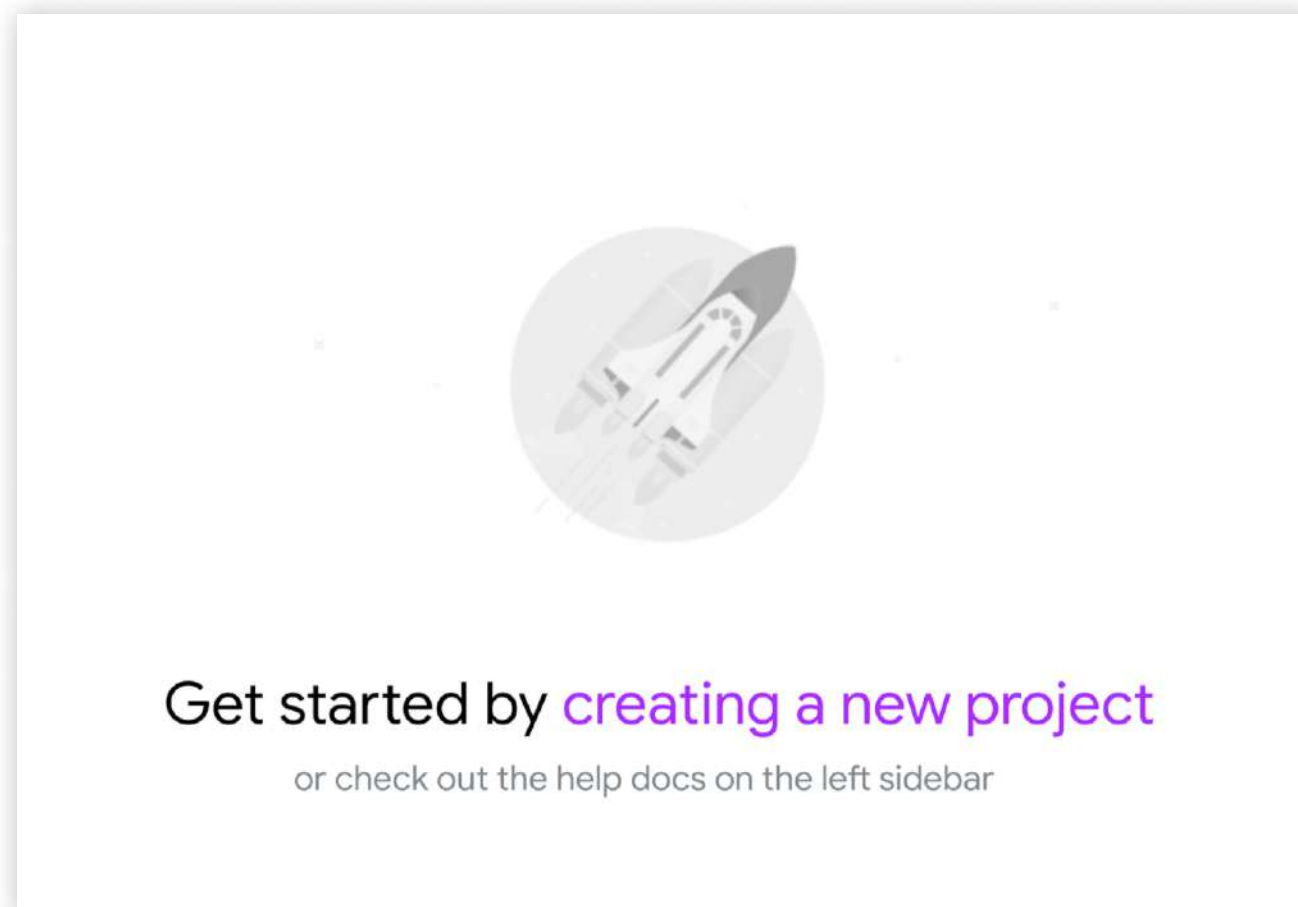 Get started by creating a new project
or check out the help docs on the left sidebar